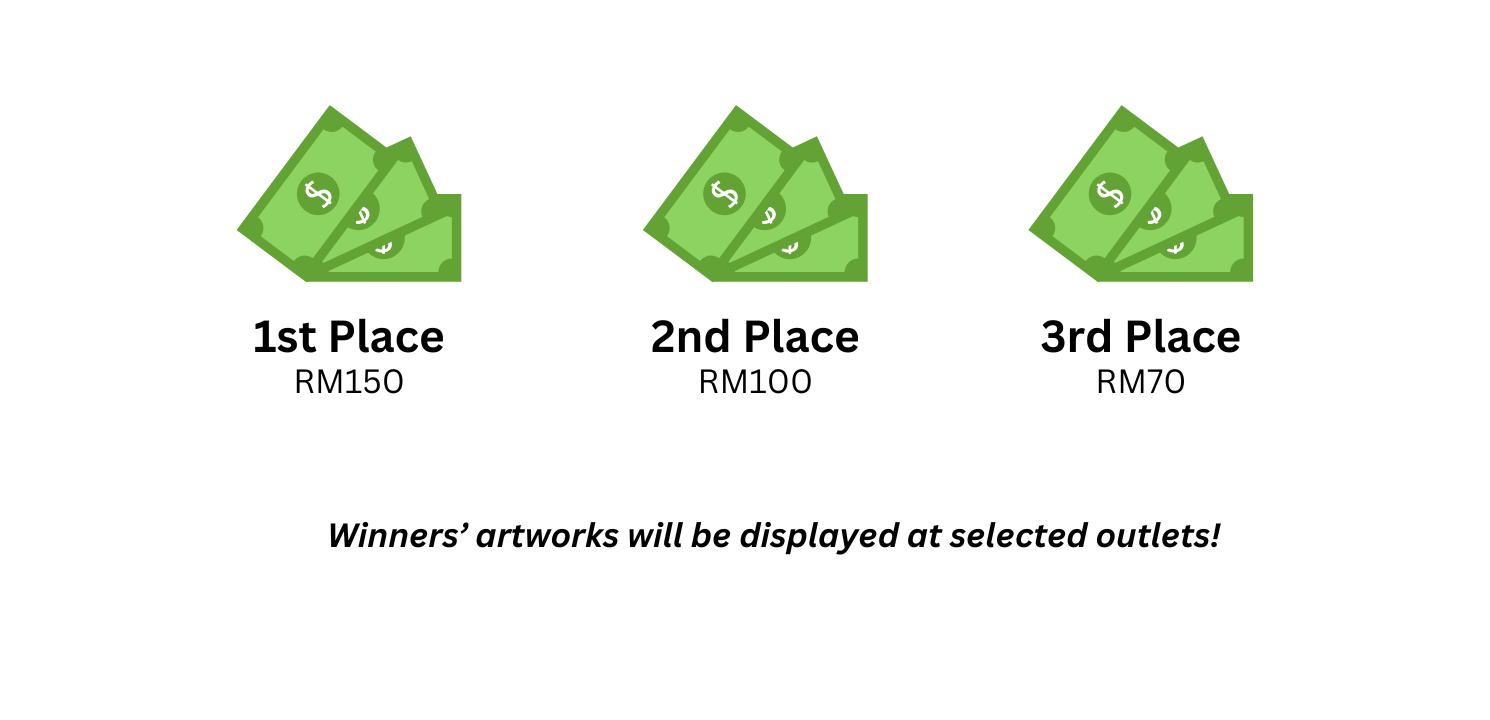 1st Place
RM150
2nd Place
RM100
3rd Place
RM70
Winners’ artworks will be displayed at selected outlets!